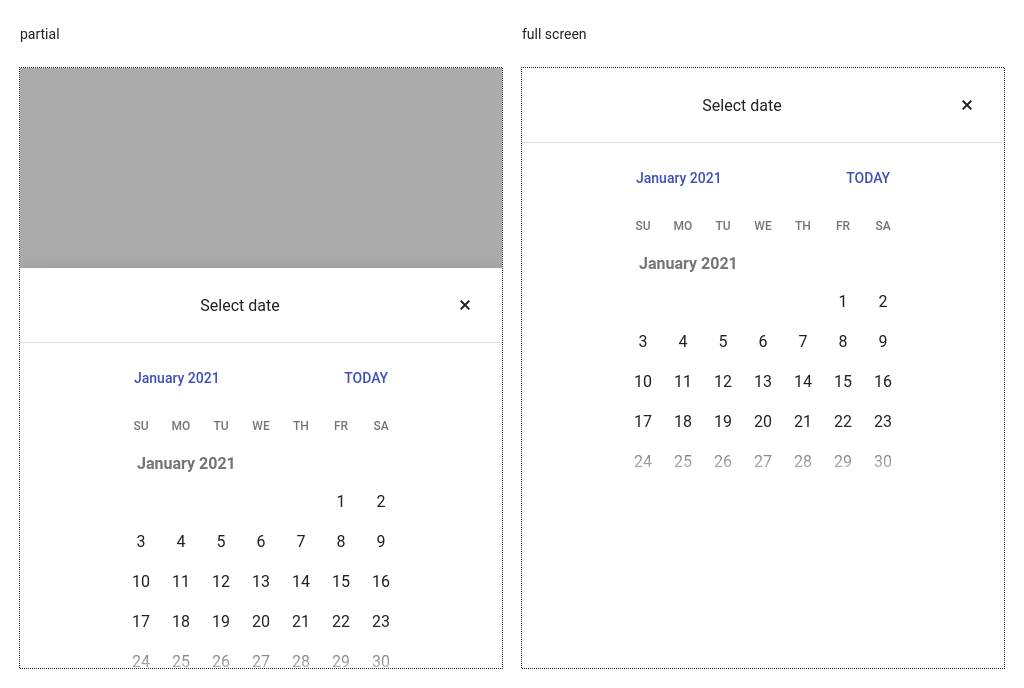 partial
Select date ×
January 2021 TODAY
SU MO TU WE TH FR SA
January 2021
1 2
3 4 5 6 7 8 9
10 11 12 13 14 15 16
17 18 19 20 21 22 23
24 25 26 27 28 29 30
full screen
Select date ×
January 2021 TODAY
SU MO TU WE TH FR SA
January 2021
1 2
3 4 5 6 7 8 9
10 11 12 13 14 15 16
17 18 19 20 21 22 23
24 25 26 27 28 29 30